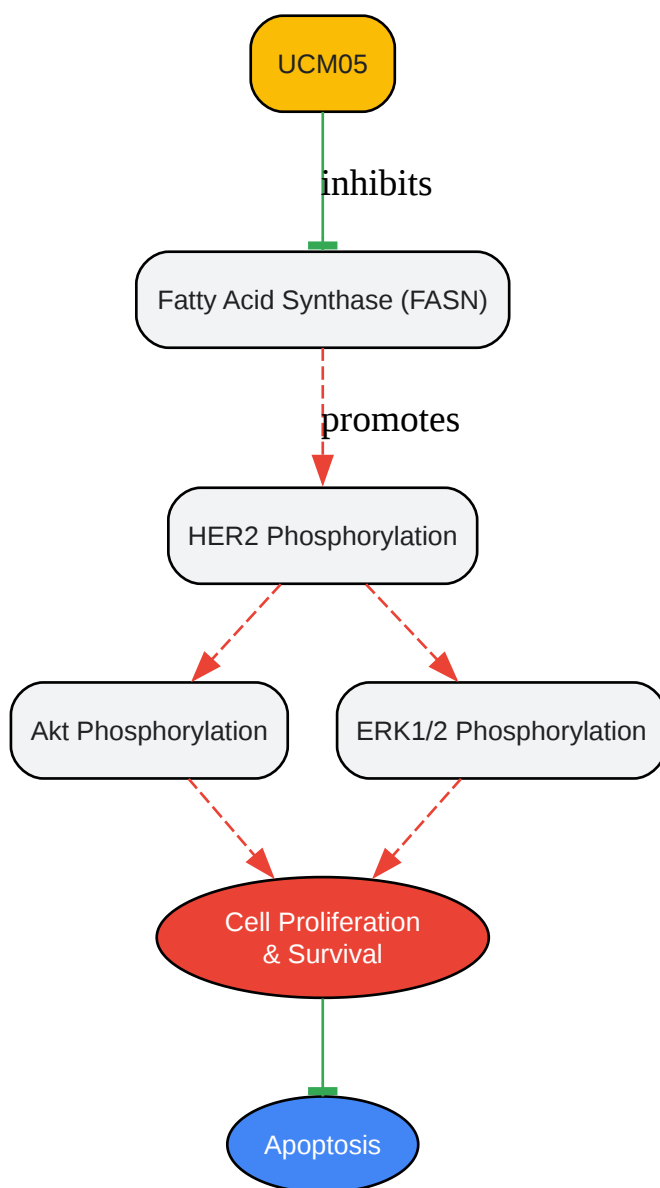 UCM05
inhibits
Fatty Acid Synthase (FASN)
promotes
HER2 Phosphorylation
Akt Phosphorylation
ERK1/2 Phosphorylation
Cell Proliferation
& Survival
Apoptosis